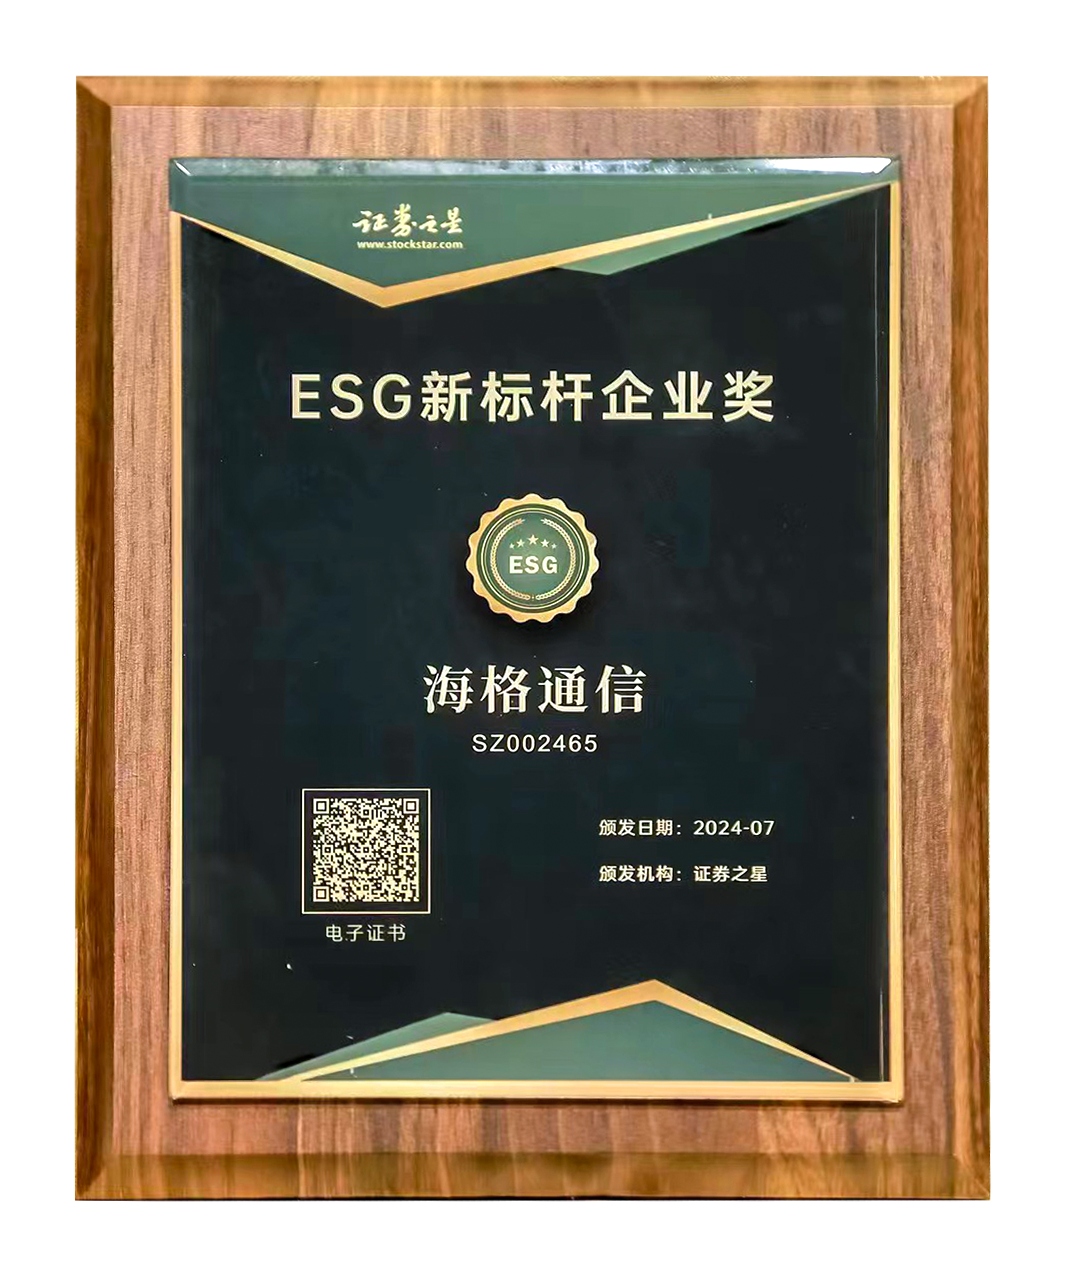 证券之星
www.stockstar.com
ESG新标杆企业奖
ESG
海格通信
SZ002465
颁发日期：2024-07
颁发机构：证券之星
电子证书